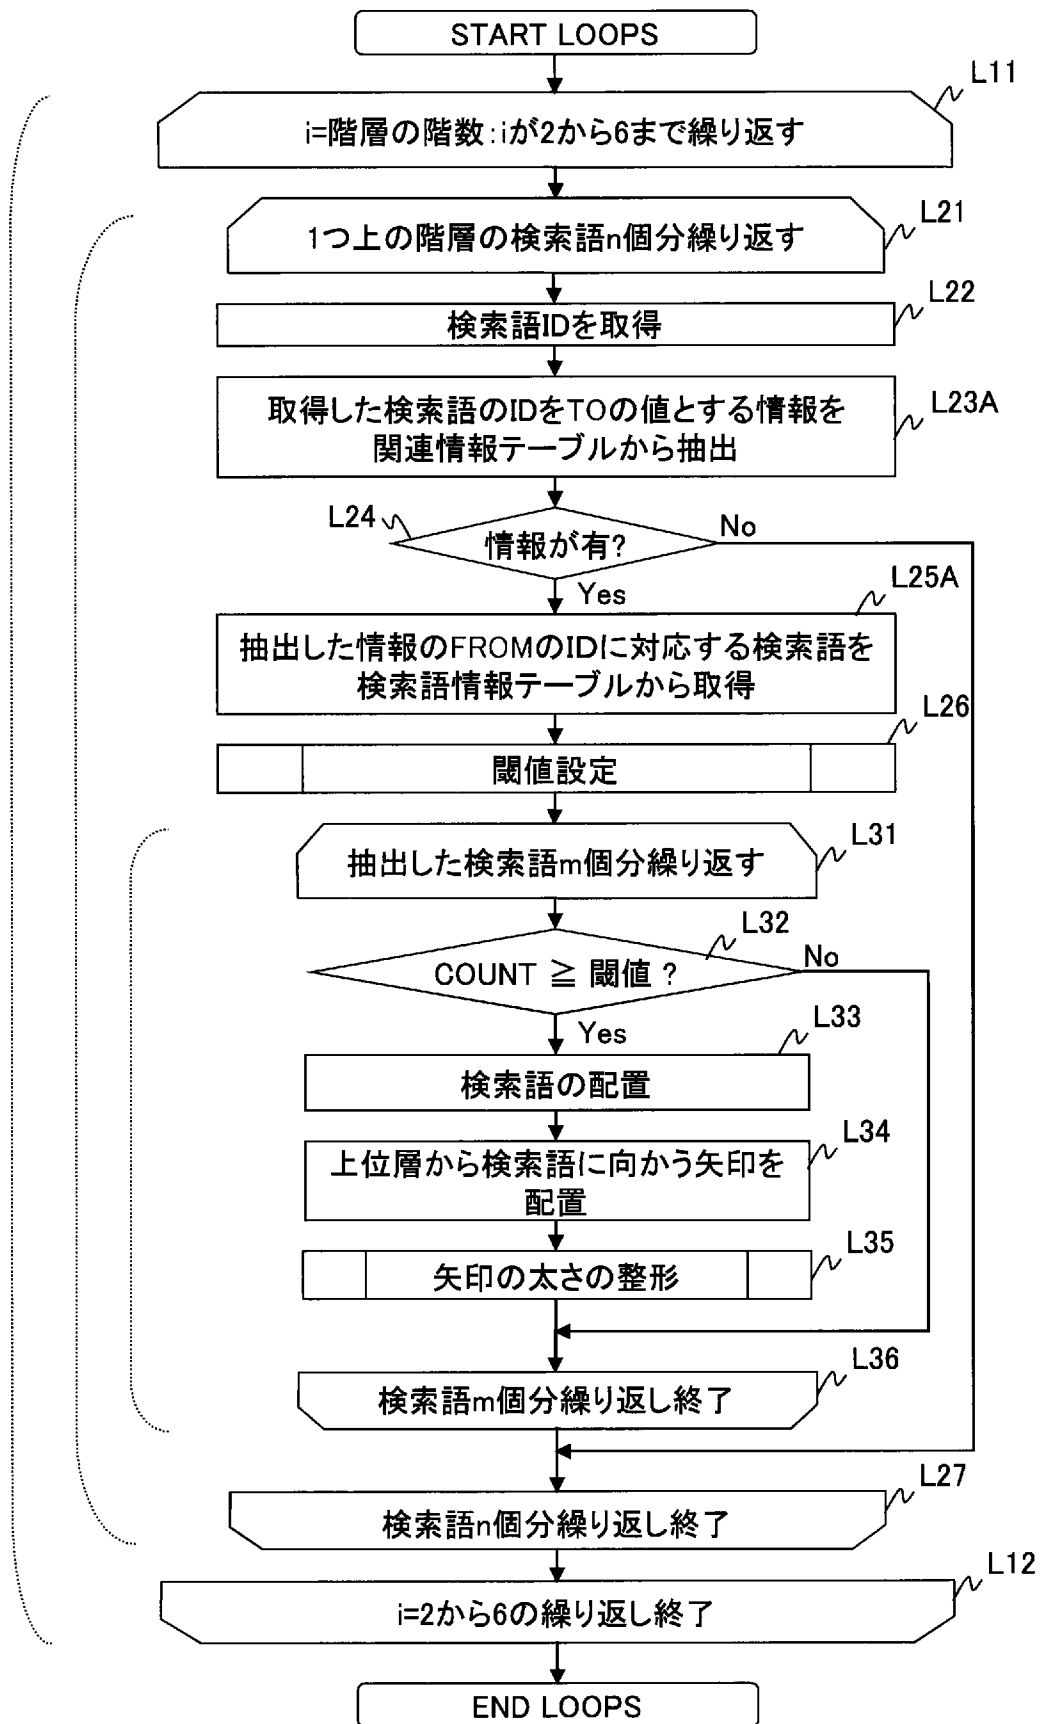 START LOOPS
L11
i=階層の階数:iが2から6まで繰り返す
L21
1つ上の階層の検索語n個分繰り返す
L22
検索語IDを取得
L23A
取得した検索語のIDをTOの値とする情報を
関連情報テーブルから抽出
L24
情報が有?
No
Yes
L25A
抽出した情報のFROMのIDに対応する検索語を
検索語情報テーブルから取得
L26
閾値設定
L31
抽出した検索語m個分繰り返す
L32
COUNT ≧ 閾値 ?
No
Yes
L33
検索語の配置
L34
上位層から検索語に向かう矢印を
配置
L35
矢印の太さの整形
L36
検索語m個分繰り返し終了
L27
検索語n個分繰り返し終了
L12
i=2から6の繰り返し終了
END LOOPS